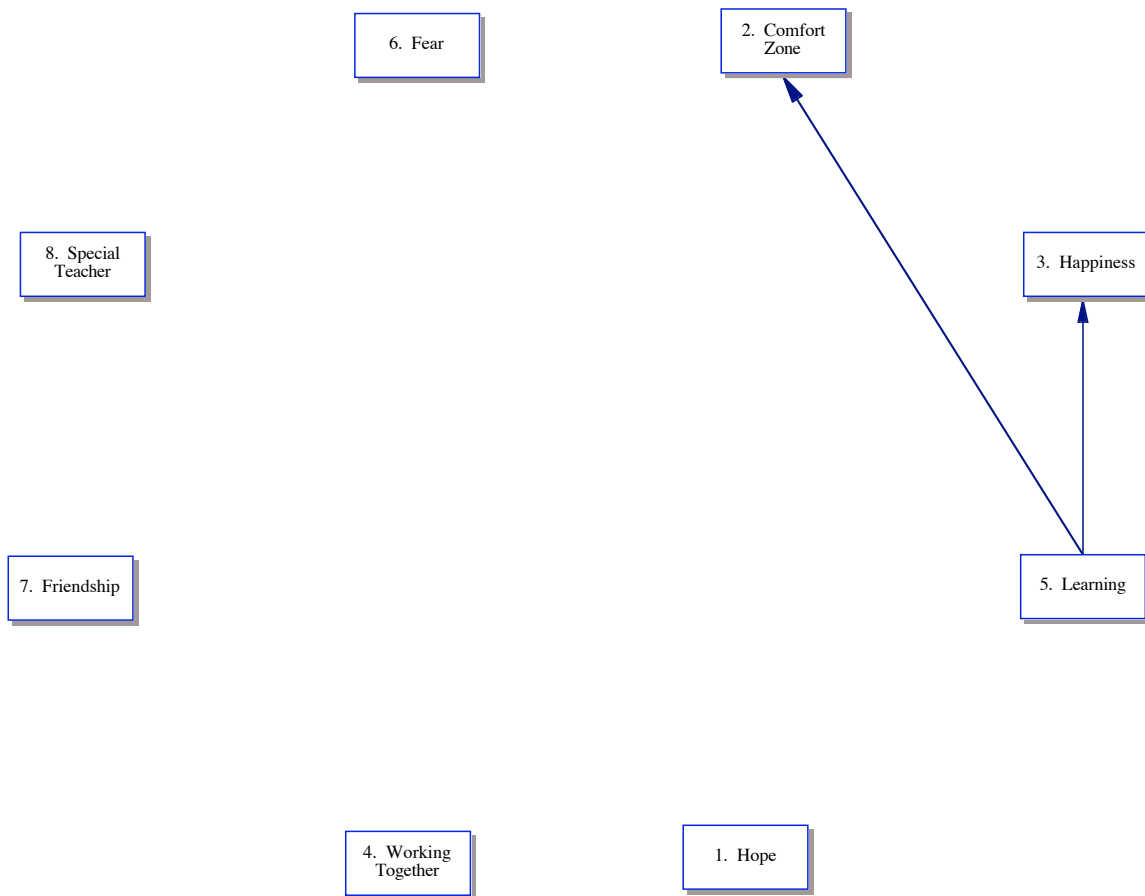 6. Fear
2. Comfort
Zone
8. Special
Teacher
3. Happiness
7. Friendship
5. Learning
4. Working
Together
1. Hope